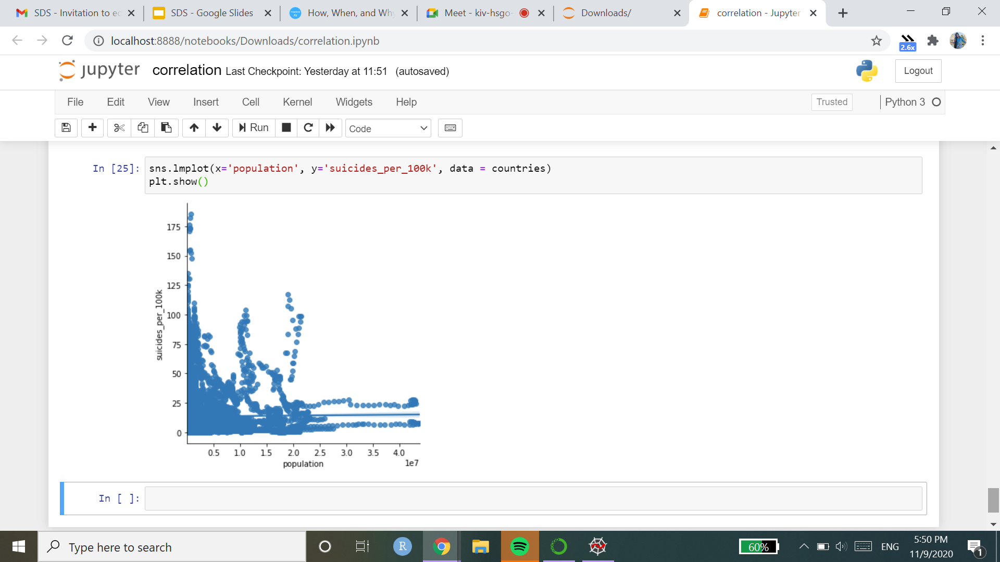 SDS - Invitation to ec
SDS - Google Slides
How, When, and Why
Meet - kiv-hsgo-
Downloads/
correlation - Jupyter
localhost:8888/notebooks/Downloads/correlation.ipynb
2.6x
jupyter correlation Last Checkpoint: Yesterday at 11:51 (autosaved)
Logout
File Edit View Insert Cell Kernel Widgets Help
Trusted
Python 3
Run
Code
In [25]:
sns.lmplot(x='population', y='suicides_per_100k', data = countries)
plt.show()
175
150
125
100
75
50
25
0
suicides_per_100k
0.5 1.0 1.5 2.0 2.5 3.0 3.5 4.0
1e7
population
In [ ]:
Type here to search
R
60%
ENG
5:50 PM
11/9/2020
1